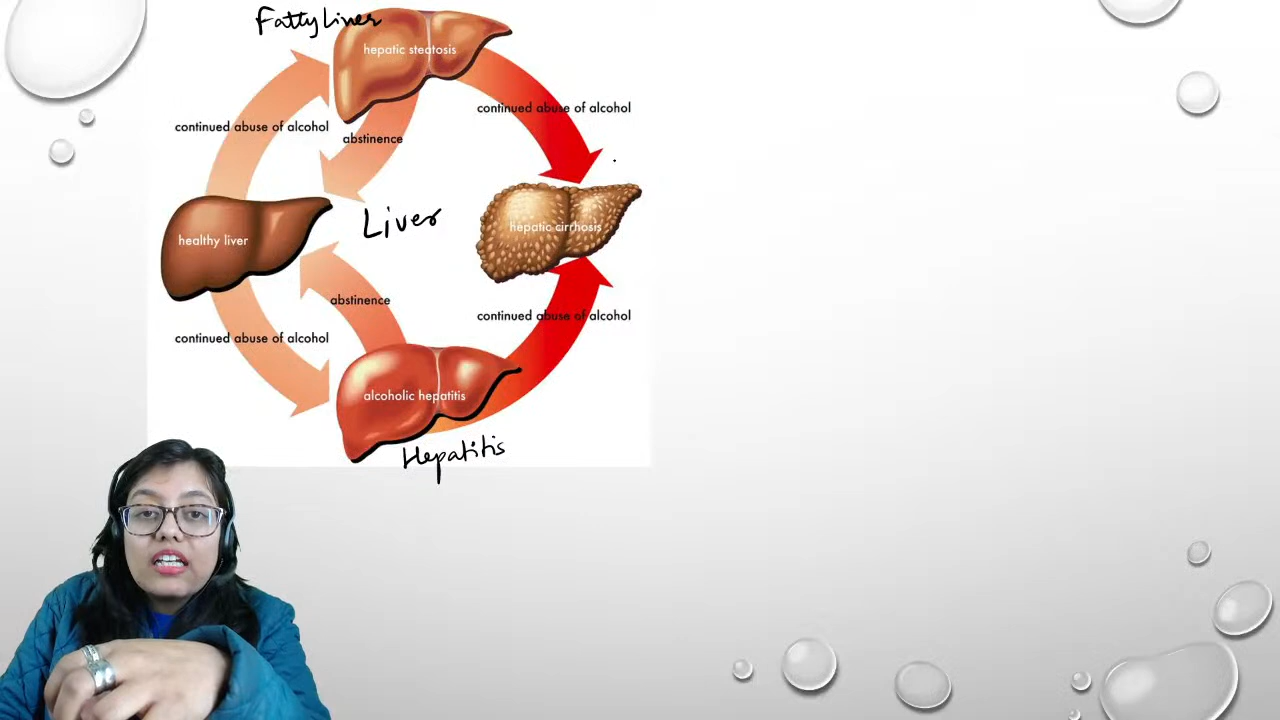 Fatty Liver
hepatic steatosis
continued abuse of alcohol
continued abuse of alcohol
abstinence
Liver
healthy liver
hepatic cirrhosis
abstinence
continued abuse of alcohol
continued abuse of alcohol
alcoholic hepatitis
Hepatitis